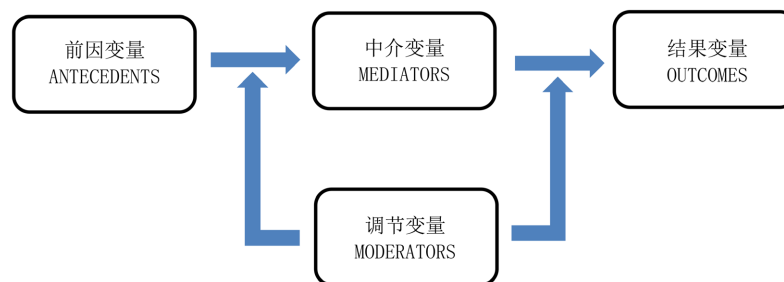 前因变量
ANTECEDENTS
中介变量
MEDIATORS
结果变量
OUTCOMES
调节变量
MODERATORS